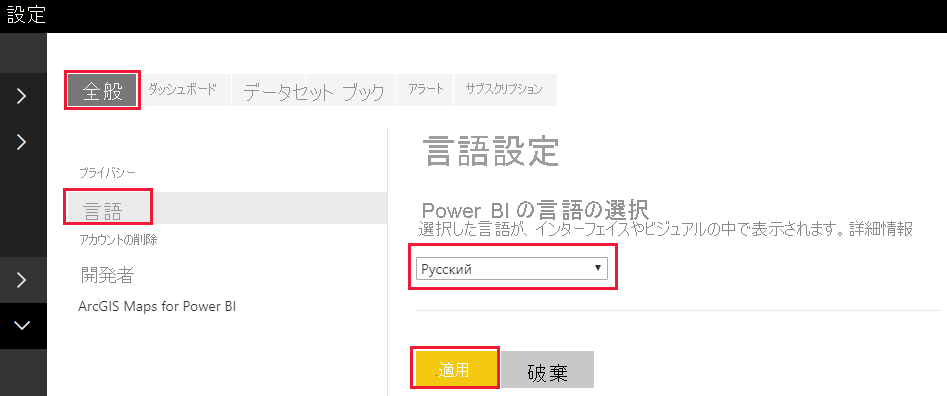 設定
全般 ダッシュボード データセット ブック アラート サブスクリプション
プライバシー
言語
アカウントの削除
開発者
ArcGIS Maps for Power BI
言語設定
Power BI の言語の選択
選択した言語が、インターフェイスやビジュアルの中で表示されます。詳細情報
Русский
適用 破棄